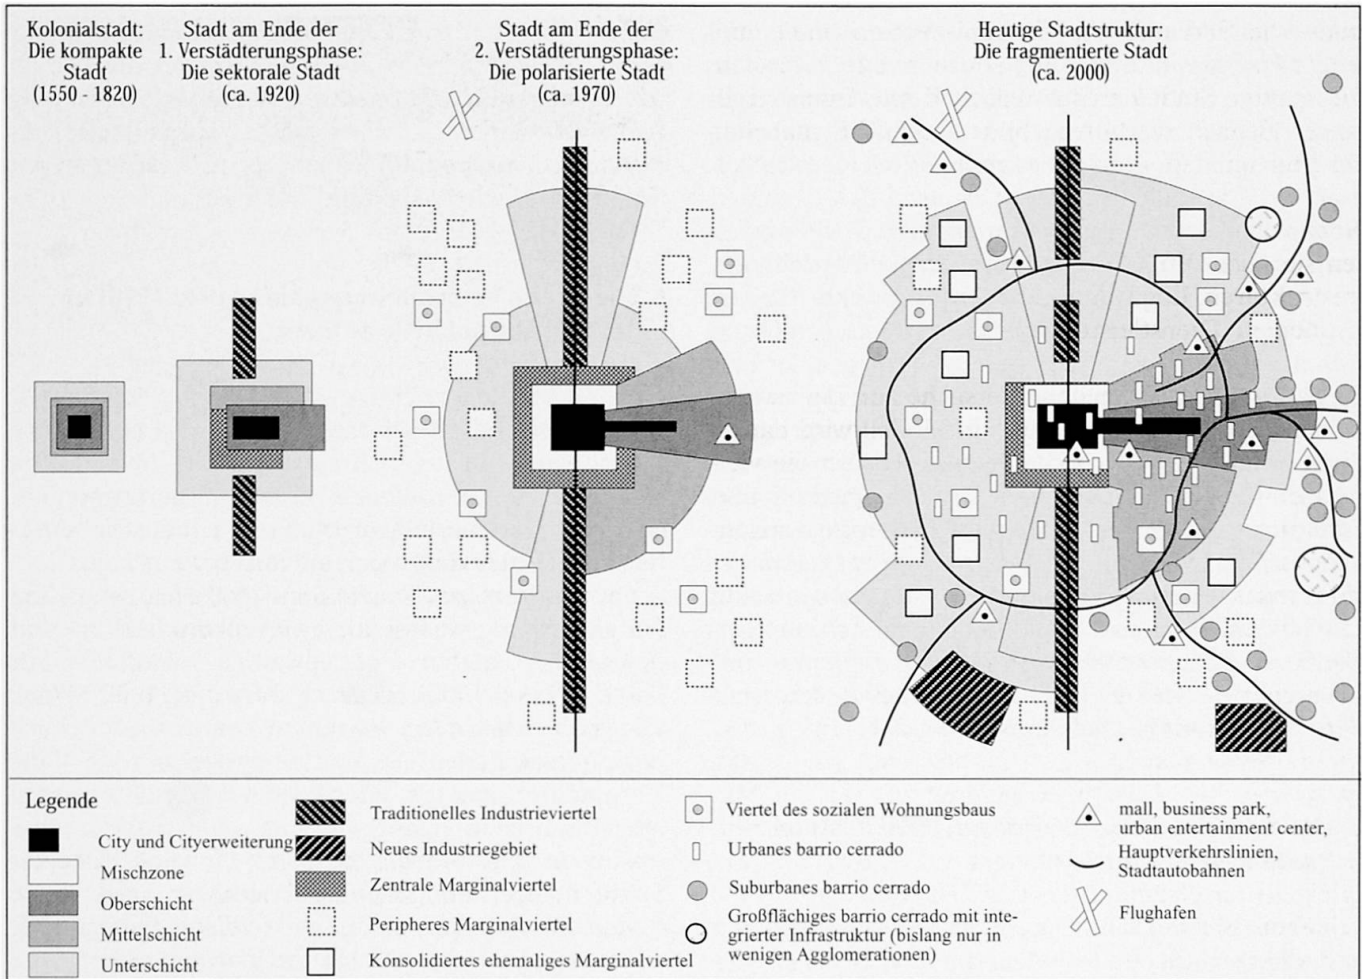 Kolonialstadt:
Die kompakte
Stadt
(1550 - 1820)
Stadt am Ende der
1. Verstädterungsphase:
Die sektorale Stadt
(ca. 1920)
Stadt am Ende der
2. Verstädterungsphase:
Die polarisierte Stadt
(ca.1970)
Heutige Stadtstruktur:
Die fragmentierte Stadt
(ca. 2000)
Legende
City und Cityerweiterung
Mischzone
Oberschicht
Mittelschicht
Unterschicht
Traditionelles Industrieviertel
Neues Industriegebiet
Zentrale Marginalviertel
Peripheres Marginalviertel
Konsolidiertes ehemaliges Marginalviertel
Viertel des sozialen Wohnungsbaus
Urbanes barrio cerrado
Suburbanes barrio cerrado
Großflächiges barrio cerrado mit inte-
grierter Infrastruktur (bislang nur in
wenigen Agglomerationen)
mall, business park,
urban entertainment center,
Hauptverkehrslinien,
Stadtautobahnen
Flughafen